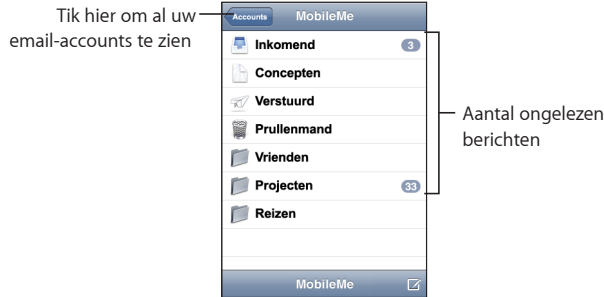 Tik hier om al uw
email-accounts te zien
Accounts
MobileMe
Inkomend 3
Concepten
Verstuurd
Prullenmand
Vrienden
Projecten 33
Reizen
Aantal ongelezen
berichten
MobileMe